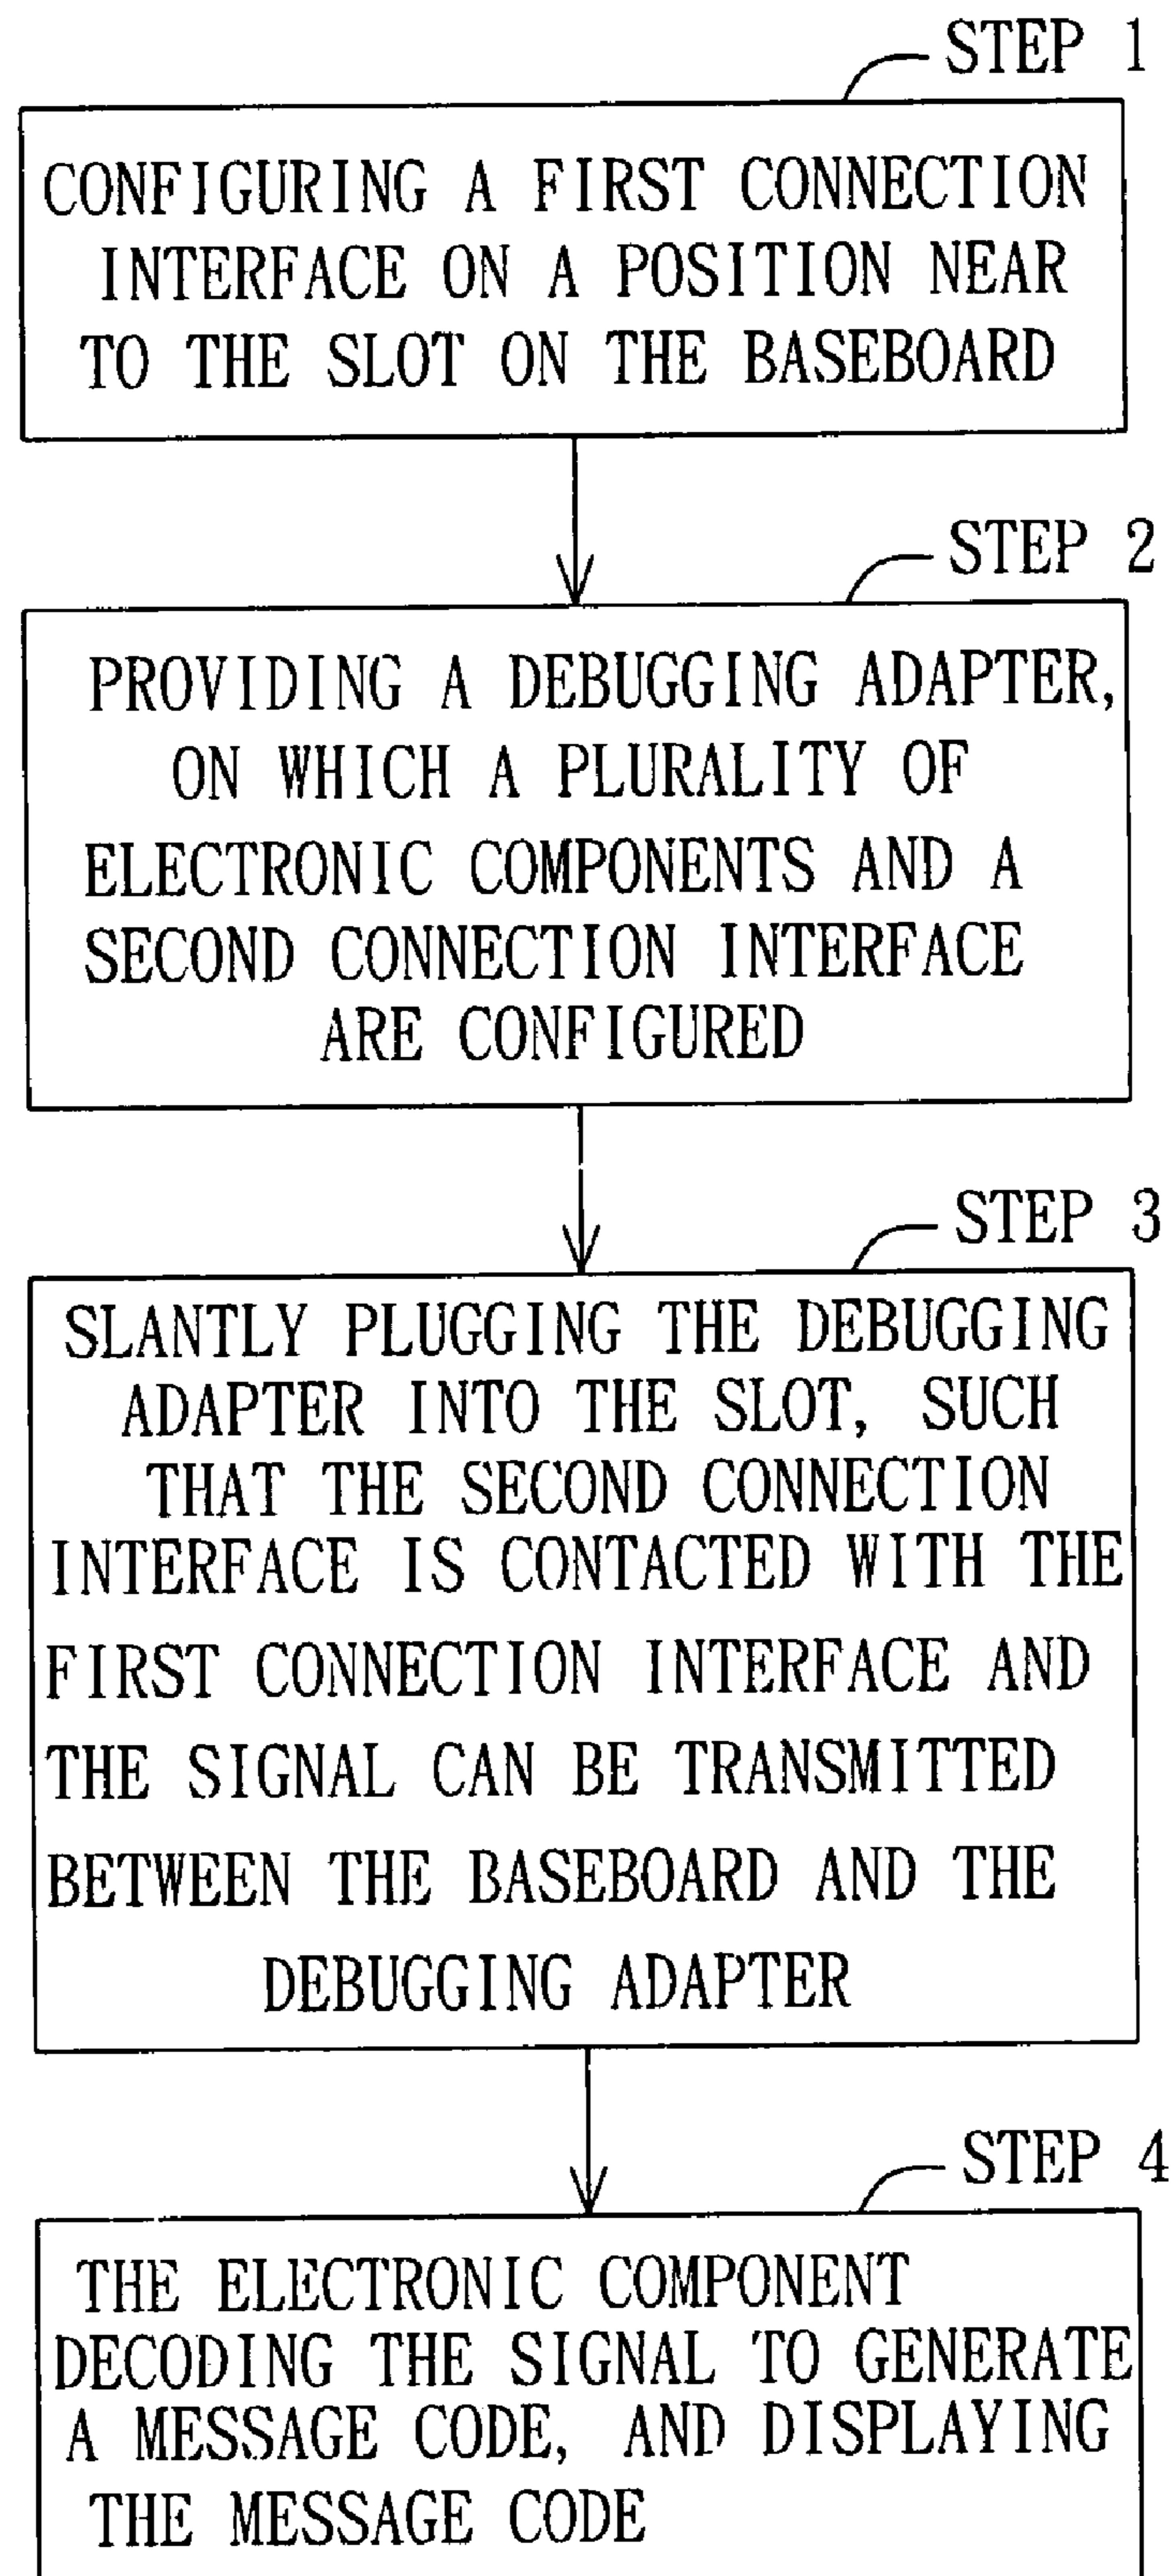 STEP 1
CONFIGURING A FIRST CONNECTION
INTERFACE ON A POSITION NEAR
TO THE SLOT ON THE BASEBOARD
STEP 2
PROVIDING A DEBUGGING ADAPTER,
ON WHICH A PLURALITY OF
ELECTRONIC COMPONENTS AND A
SECOND CONNECTION INTERFACE
ARE CONFIGURED
STEP 3
SLANTLY PLUGGING THE DEBUGGING
ADAPTER INTO THE SLOT, SUCH
THAT THE SECOND CONNECTION
INTERFACE IS CONTACTED WITH THE
FIRST CONNECTION INTERFACE AND
THE SIGNAL CAN BE TRANSMITTED
BETWEEN THE BASEBOARD AND THE
DEBUGGING ADAPTER
STEP 4
THE ELECTRONIC COMPONENT
DECODING THE SIGNAL TO GENERATE
A MESSAGE CODE, AND DISPLAYING
THE MESSAGE CODE